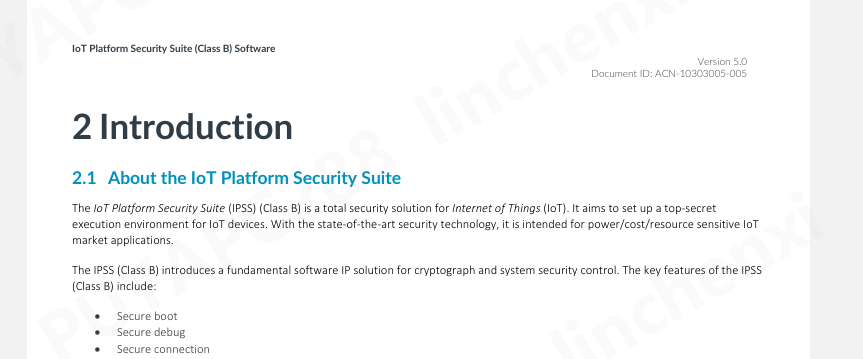 IoT Platform Security Suite (Class B) Software
Version 5.0
Document ID: ACN-10303005-005
2 Introduction
2.1 About the IoT Platform Security Suite
The IoT Platform Security Suite (IPSS) (Class B) is a total security solution for Internet of Things (IoT). It aims to set up a top-secret
execution environment for IoT devices. With the state-of-the-art security technology, it is intended for power/cost/resource sensitive IoT
market applications.
The IPSS (Class B) introduces a fundamental software IP solution for cryptograph and system security control. The key features of the IPSS
(Class B) include:
• Secure boot
• Secure debug
• Secure connection
linchenxi
linchenxi